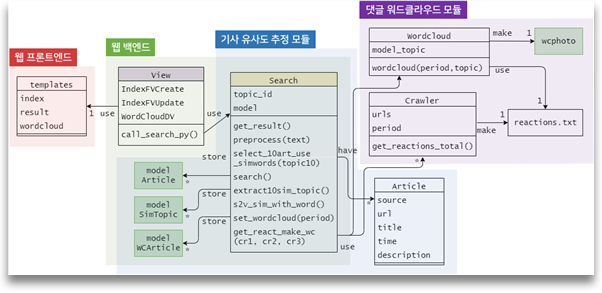 웹 프론트엔드
templates
index
result
wordcloud
1
use
웹 백엔드
View
IndexFVCreate
IndexFVUpdate
WordCloudDV
call_search_py()
use
기사 유사도 추정 모듈
Search
topic_id
model
get_result()
preprocess(text)
select_10art_use
_simwords(topic10)
search()
extract10sim_topic()
s2v_sim_with_word()
set_wordcloud(period)
get_react_make_wc
(cr1, cr2, cr3)
store
model
Article
*
store
model
SimTopic
*
store
model
WCArticle
*
have
*
use
Article
source
url
title
time
description
댓글 워드클라우드 모듈
Wordcloud
model_topic
wordcloud(period,topic)
*
make
1
wcphoto
use
1
Crawler
urls
period
get_reactions_total()
*
make
1
reactions.txt